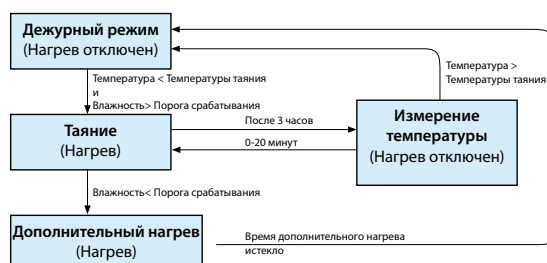 Дежурный режим
(Нагрев отключен)
Температура >
Температуры таяния
Температура < Температуры таяния
и
Влажность> Порога срабатывания
Таяние
(Нагрев)
После 3 часов
0-20 минут
Измерение
температуры
(Нагрев отключен)
Влажность< Порога срабатывания
Дополнительный нагрев
(Нагрев)
Время дополнительного нагрева
истекло